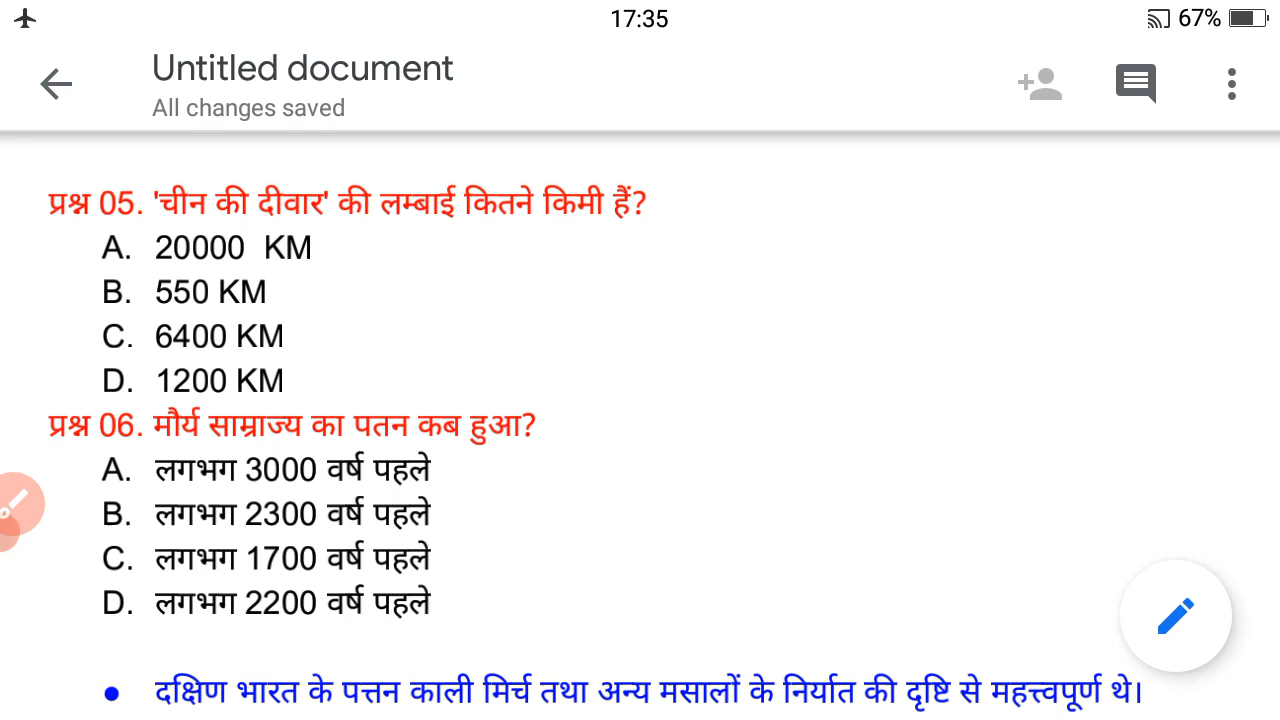 17:35
67%
Untitled document
All changes saved
प्रश्न 05. 'चीन की दीवार' की लम्बाई कितने किमी हैं?
A. 20000 KM
B. 550 KM
C. 6400 KM
D. 1200 KM
प्रश्न 06. मौर्य साम्राज्य का पतन कब हुआ?
A. लगभग 3000 वर्ष पहले
B. लगभग 2300 वर्ष पहले
C. लगभग 1700 वर्ष पहले
D. लगभग 2200 वर्ष पहले
● दक्षिण भारत के पत्तन काली मिर्च तथा अन्य मसालों के निर्यात की दृष्टि से महत्त्वपूर्ण थे।